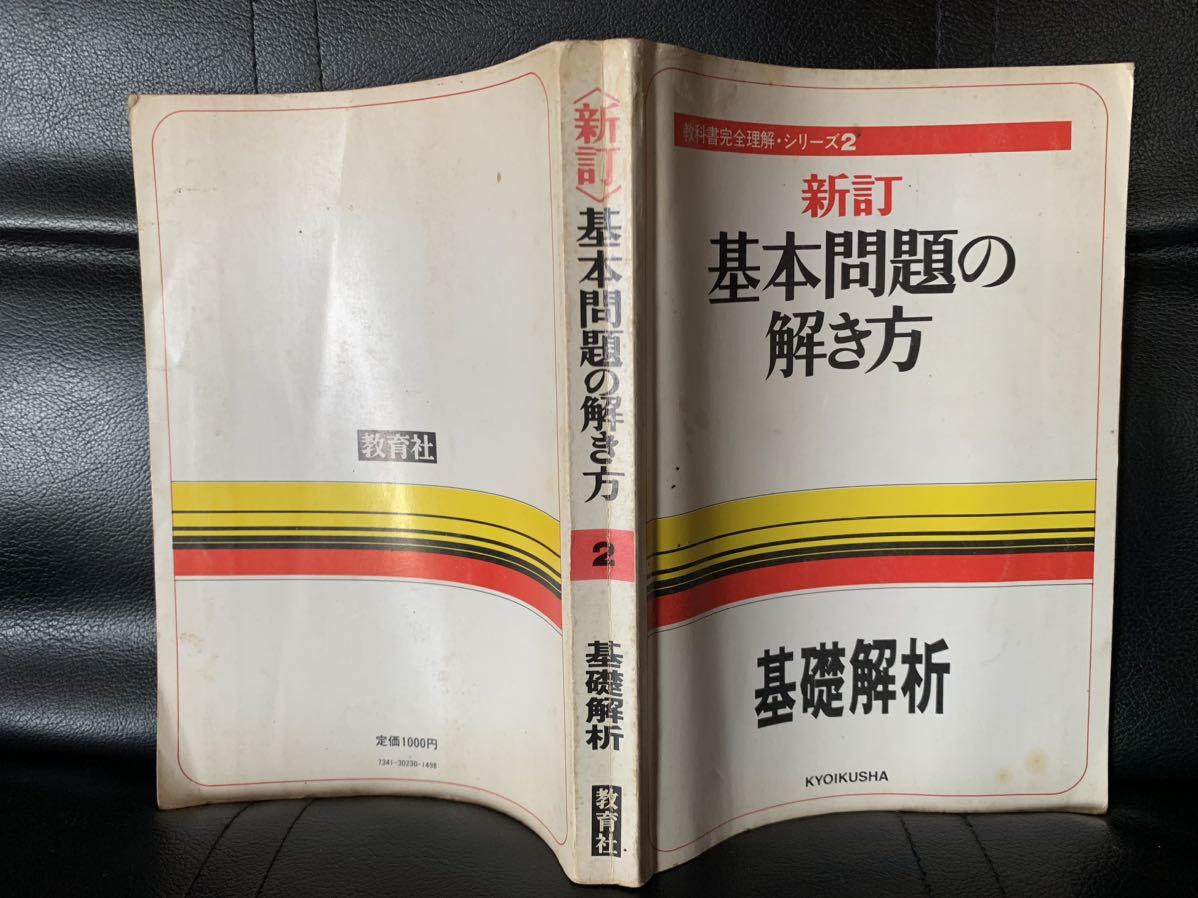 教科書完全理解・シリーズ2
新訂
基本問題の
解き方
基礎解析
KYOIKUSHA
〈新訂〉基本問題の解き方
2
基礎解析
教育社
教育社
定価1000円
7341-30230-1498